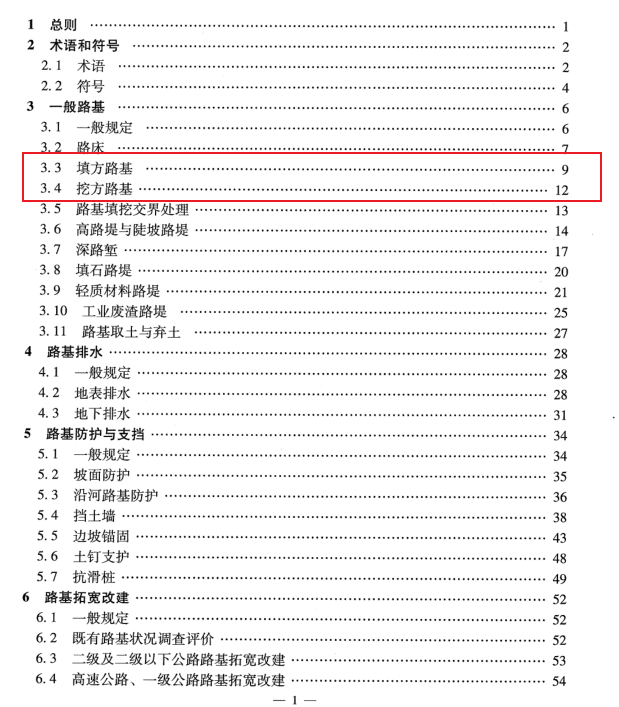 1 总则 …… 1
2 术语和符号 …… 2
2.1 术语 …… 2
2.2 符号 …… 4
3 一般路基 …… 6
3.1 一般规定 …… 6
3.2 路床 …… 7
3.3 填方路基 …… 9
3.4 挖方路基 …… 12
3.5 路基填挖交界处理 …… 13
3.6 高路堤与陡坡路堤 …… 14
3.7 深路堑 …… 17
3.8 填石路堤 …… 20
3.9 轻质材料路堤 …… 21
3.10 工业废渣路堤 …… 25
3.11 路基取土与弃土 …… 27
4 路基排水 …… 28
4.1 一般规定 …… 28
4.2 地表排水 …… 28
4.3 地下排水 …… 31
5 路基防护与支挡 …… 34
5.1 一般规定 …… 34
5.2 坡面防护 …… 35
5.3 沿河路基防护 …… 36
5.4 挡土墙 …… 38
5.5 边坡锚固 …… 43
5.6 土钉支护 …… 48
5.7 抗滑桩 …… 49
6 路基拓宽改建 …… 52
6.1 一般规定 …… 52
6.2 既有路基状况调查评价 …… 52
6.3 二级及二级以下公路路基拓宽改建 …… 53
6.4 高速公路、一级公路路基拓宽改建 …… 54
— 1 —